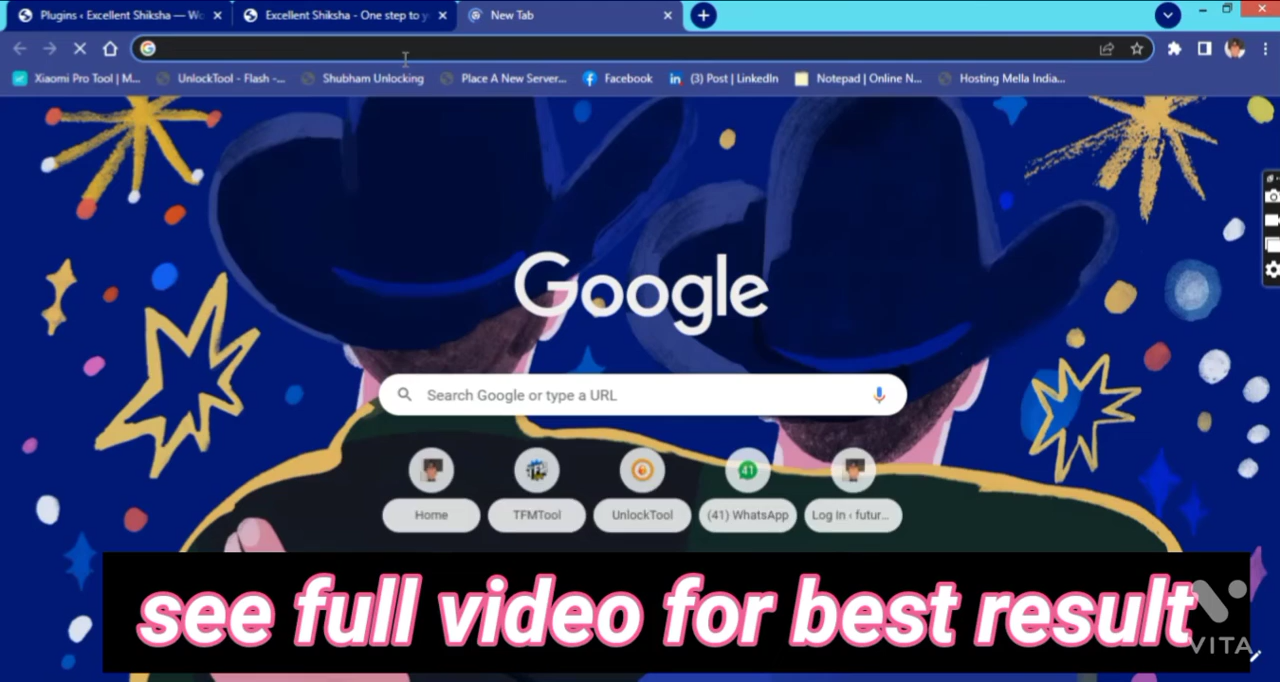 Plugins ‹ Excellent Shiksha — Wo
Excellent Shiksha - One step to y
New Tab
Xiaomi Pro Tool | M...
UnlockTool - Flash -...
Shubham Unlocking
Place A New Server...
Facebook
(3) Post | LinkedIn
Notepad | Online N...
Hosting Mella India...
Google
Search Google or type a URL
41
Home
TFMTool
UnlockTool
(41) WhatsApp
Log In ‹ futur...
see full video for best result
VITA